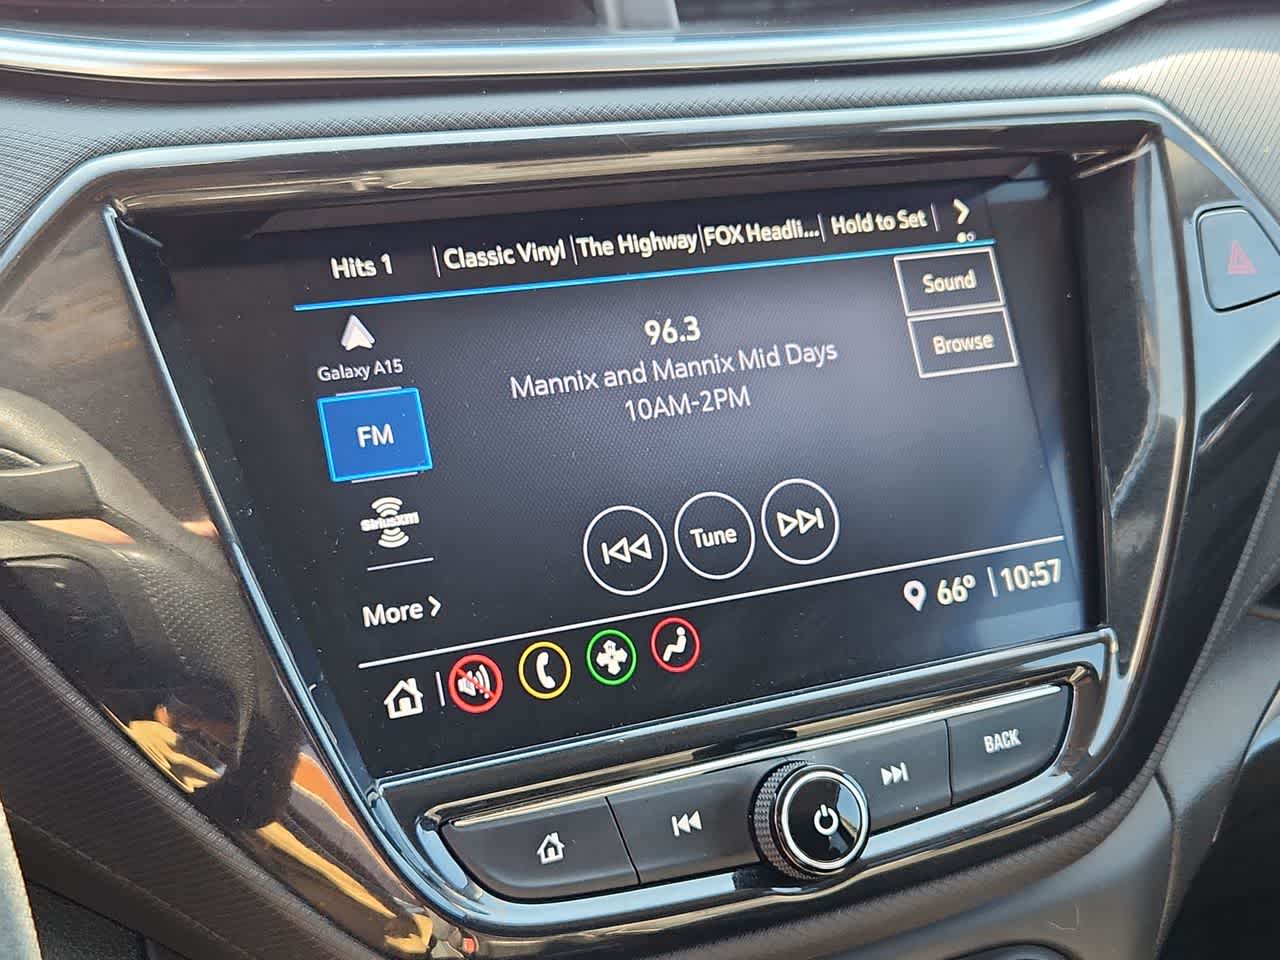 Hits 1
Classic Vinyl
The Highway
FOX Headli...
Hold to Set
Galaxy A15
96.3
Sound
Mannix and Mannix Mid Days
Browse
10AM-2PM
FM
SiriusXM
Tune
More
66° 10:57
BACK